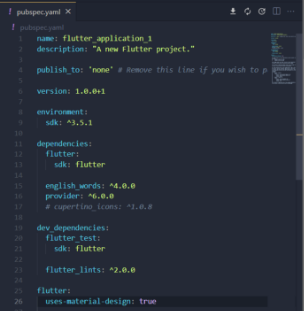 pubspec.yaml
pubspec.yaml
1 name: flutter_application_1
2 description: "A new Flutter project."
3
4 publish_to: 'none' # Remove this line if you wish to p
5
6 version: 1.0.0+1
7
8 environment:
9 sdk: ^3.5.1
10
11 dependencies:
12 flutter:
13 sdk: flutter
14
15 english_words: ^4.0.0
16 provider: ^6.0.0
17 # cupertino_icons: ^1.0.8
18
19 dev_dependencies:
20 flutter_test:
21 sdk: flutter
22
23 flutter_lints: ^2.0.0
24
25 flutter:
26 uses-material-design: true